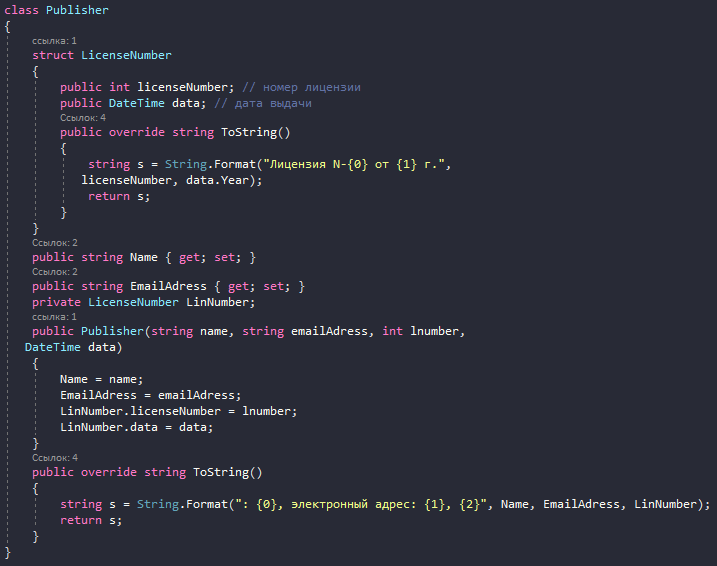 class Publisher
{
ссылка: 1
struct LicenseNumber
{
public int licenseNumber; // номер лицензии
public DateTime data; // дата выдачи
Ссылок: 4
public override string ToString()
{
string s = String.Format("Лицензия N-{0} от {1} г.",
licenseNumber, data.Year);
return s;
}
}
Ссылок: 2
public string Name { get; set; }
Ссылок: 2
public string EmailAdress { get; set; }
private LicenseNumber LinNumber;
ссылка: 1
public Publisher(string name, string emailAdress, int lnumber,
DateTime data)
{
Name = name;
EmailAdress = emailAdress;
LinNumber.licenseNumber = lnumber;
LinNumber.data = data;
}
Ссылок: 4
public override string ToString()
{
string s = String.Format(": {0}, электронный адрес: {1}, {2}", Name, EmailAdress, LinNumber);
return s;
}
}